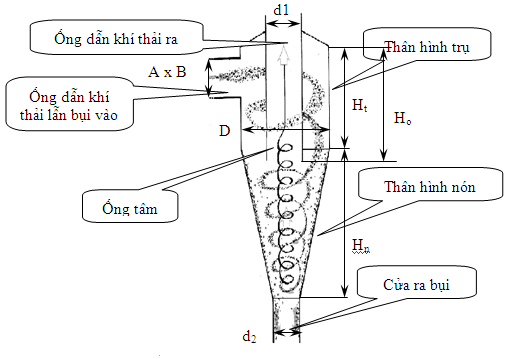 d1
Ống dẫn khí thải ra
Thân hình trụ
A x B
Ống dẫn khí
thải lẫn bụi vào
Ht
Ho
D
Ống tâm
Thân hình nón
Hn
Cửa ra bụi
d2